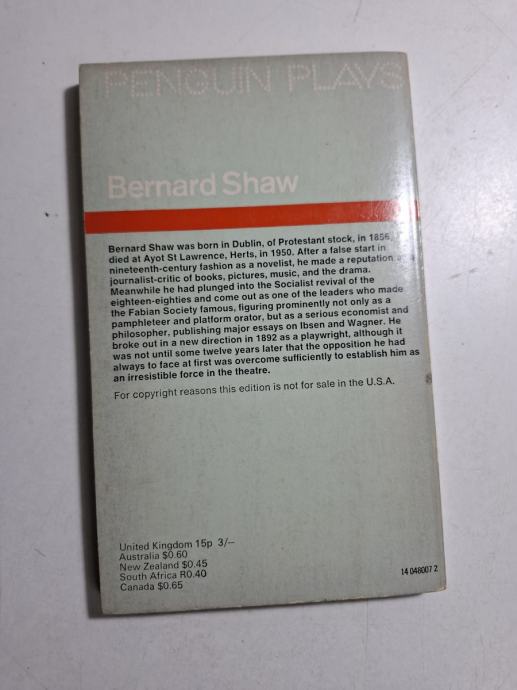 PENGUIN PLAYS
Bernard Shaw
Bernard Shaw was born in Dublin, of Protestant stock, in 1856,
died at Ayot St Lawrence, Herts, in 1950. After a false start in
nineteenth-century fashion as a novelist, he made a reputation
journalist-critic of books, pictures, music, and the drama.
Meanwhile he had plunged into the Socialist revival of the
eighteen-eighties and come out as one of the leaders who made
the Fabian Society famous, figuring prominently not only as a
pamphleteer and platform orator, but as a serious economist and
philosopher, publishing major essays on Ibsen and Wagner. He
broke out in a new direction in 1892 as a playwright, although it
was not until some twelve years later that the opposition he had
always to face at first was overcome sufficiently to establish him as
an irresistible force in the theatre.
For copyright reasons this edition is not for sale in the U.S.A.
United Kingdom 15p 3/–
Australia $0.60
New Zealand $0.45
South Africa R0.40
Canada $0.65
14 048007 2